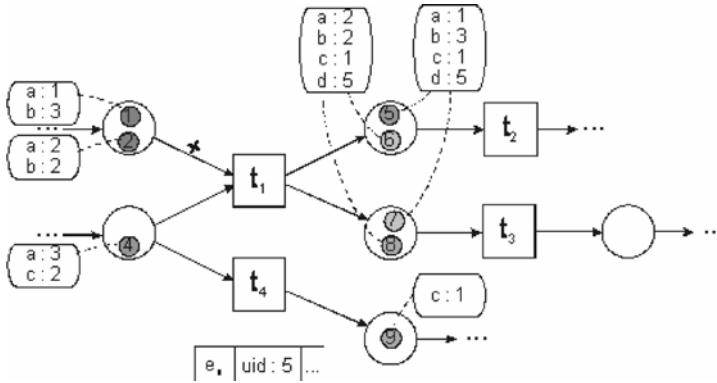 a : 2
b : 2
c : 1
d : 5
a : 1
b : 3
c : 1
d : 5
a : 1
b : 3
1
2
...
a : 2
b : 2
x
t₁
5
6
t₂
...
...
4
a : 3
c : 2
7
8
t₃
...
t₄
c : 1
9
...
e, uid : 5 ...